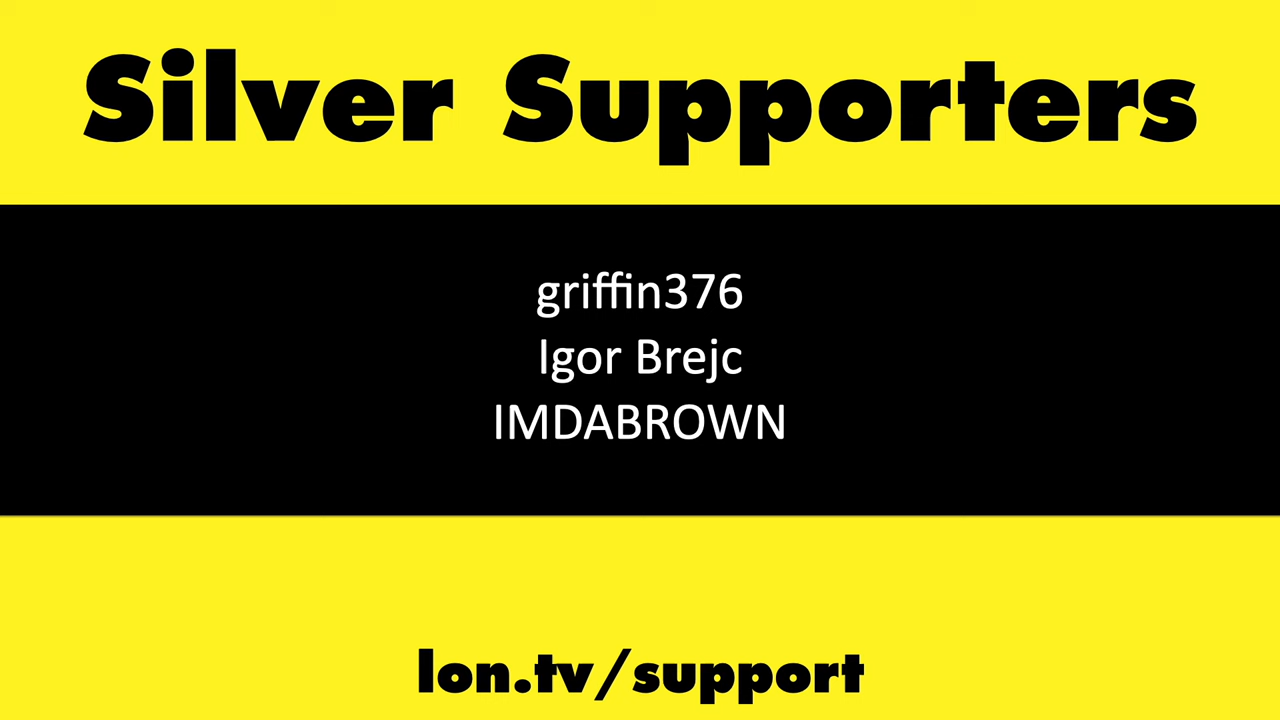 Silver Supporters
griffin376
Igor Brejc
IMDABROWN
lon.tv/support